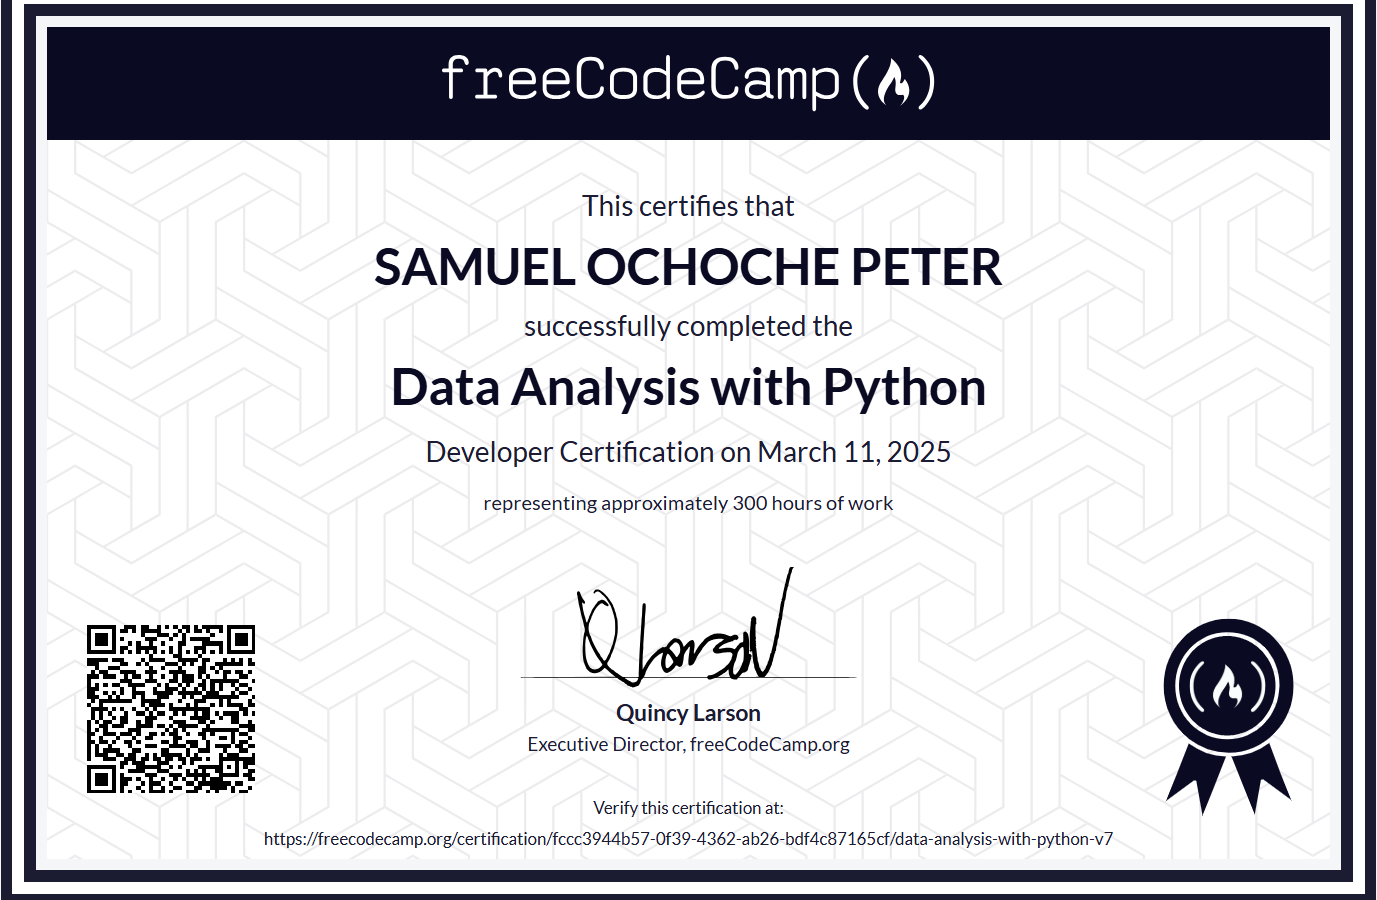 freeCodeCamp
This certifies that
SAMUEL OCHOCHE PETER
successfully completed the
Data Analysis with Python
Developer Certification on March 11, 2025
representing approximately 300 hours of work
Q Larson
Quincy Larson
Executive Director, freeCodeCamp.org
Verify this certification at:
https://freecodecamp.org/certification/fccc3944b57-0f39-4362-ab26-bdf4c87165cf/data-analysis-with-python-v7